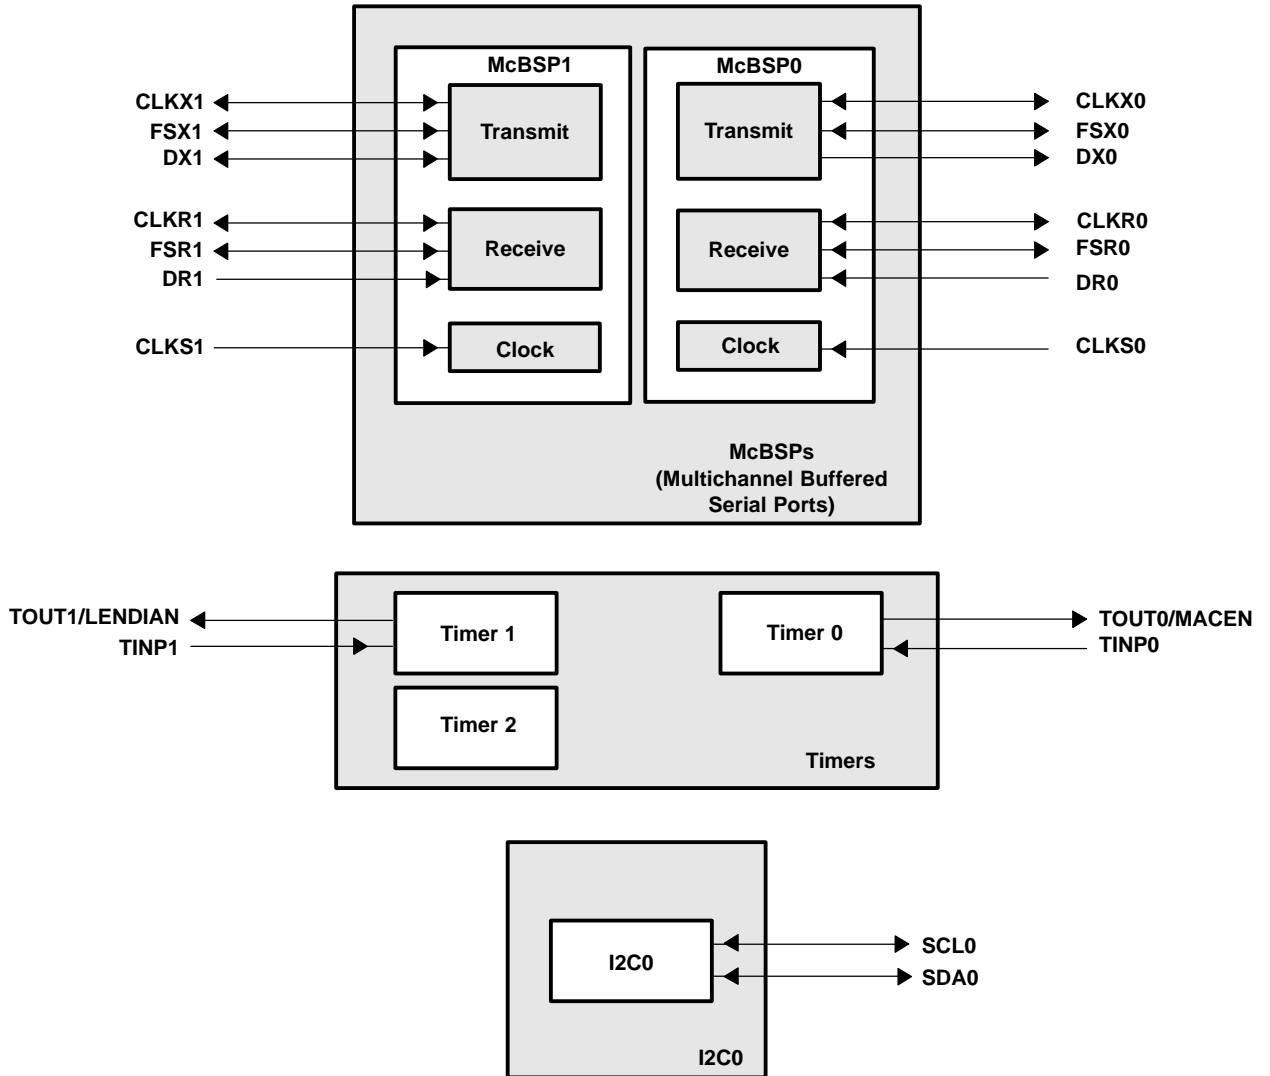 McBSP1
McBSP0
CLKX1
FSX1
DX1
Transmit
Transmit
CLKX0
FSX0
DX0
CLKR1
FSR1
DR1
Receive
Receive
CLKR0
FSR0
DR0
CLKS1
Clock
Clock
CLKS0
McBSPs
(Multichannel Buffered
Serial Ports)
TOUT1/LENDIAN
TINP1
Timer 1
Timer 0
TOUT0/MACEN
TINP0
Timer 2
Timers
I2C0
SCL0
SDA0
I2C0